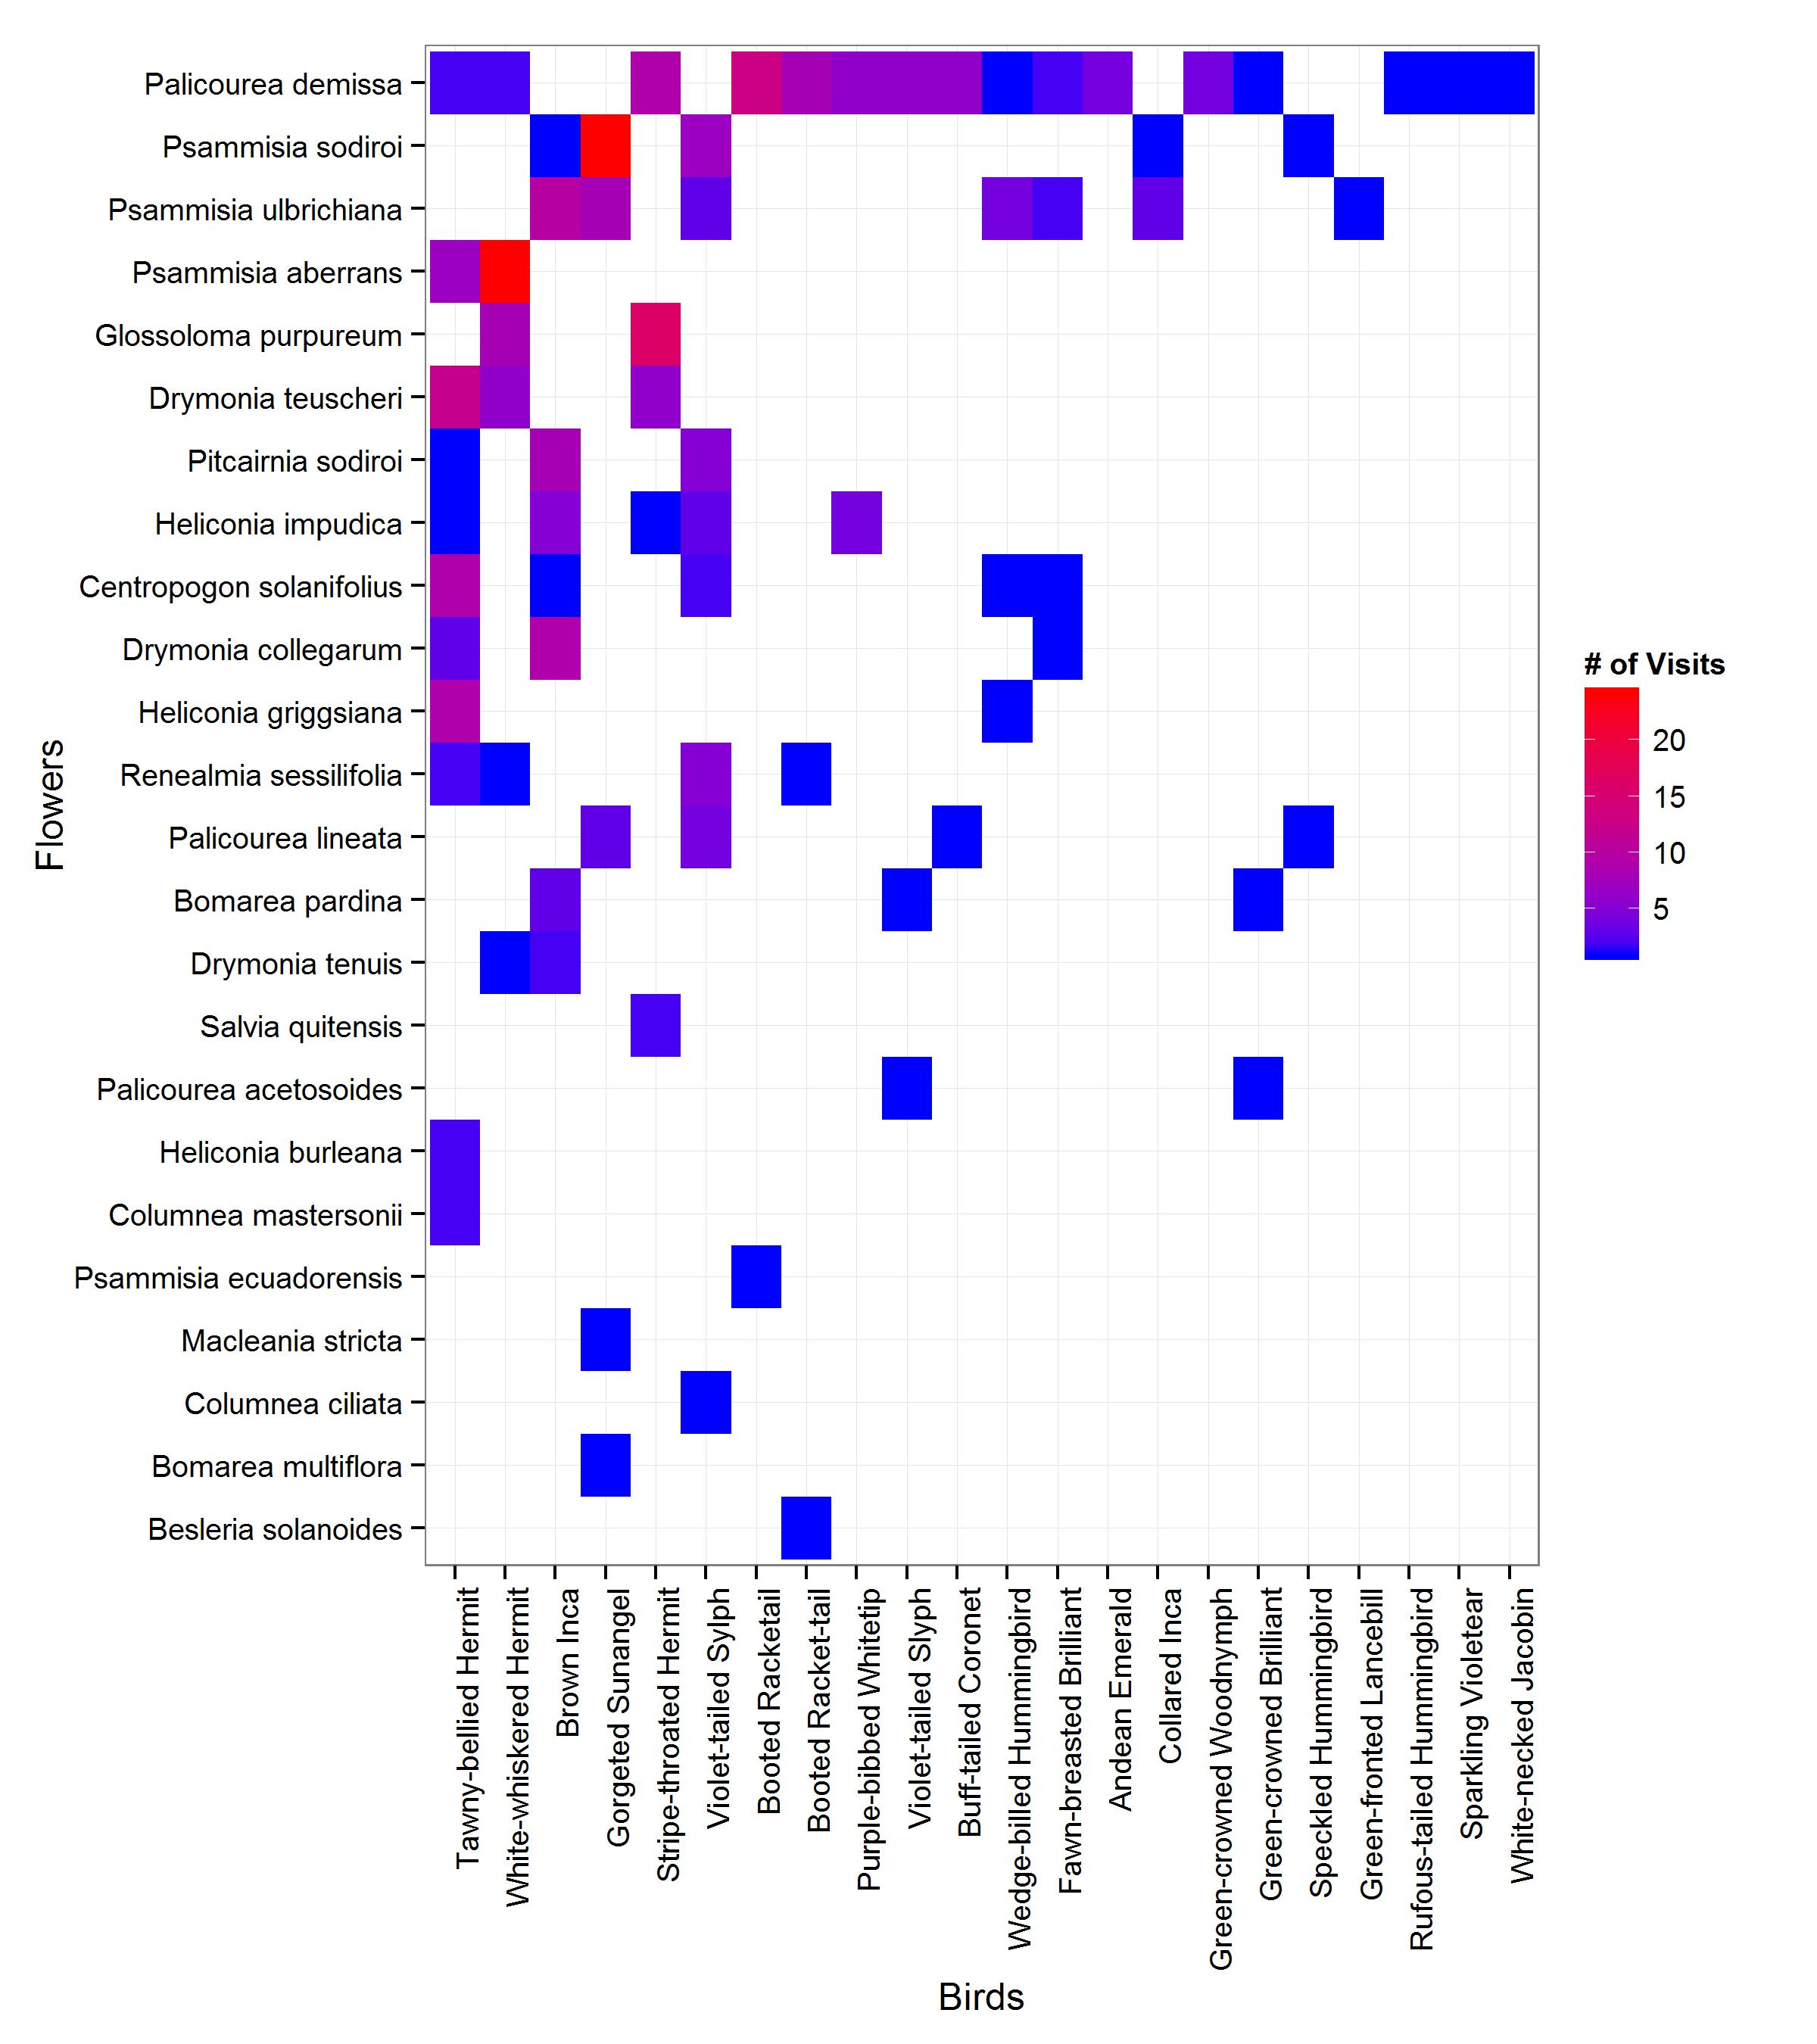 Palicourea demissa
Psammisia sodiroi
Psammisia ulbrichiana
Psammisia aberrans
Glossoloma purpureum
Drymonia teuscheri
Pitcairnia sodiroi
Heliconia impudica
Centropogon solanifolius
Drymonia collegarum
Heliconia griggsiana
Renealmia sessilifolia
Palicourea lineata
Bomarea pardina
Drymonia tenuis
Salvia quitensis
Palicourea acetosoides
Heliconia burleana
Columnea mastersonii
Psammisia ecuadorensis
Macleania stricta
Columnea ciliata
Bomarea multiflora
Besleria solanoides
Flowers
Tawny-bellied Hermit
White-whiskered Hermit
Brown Inca
Gorgeted Sunangel
Stripe-throated Hermit
Violet-tailed Sylph
Booted Racketail
Booted Racket-tail
Purple-bibbed Whitetip
Violet-tailed Slyph
Buff-tailed Coronet
Wedge-billed Hummingbird
Fawn-breasted Brilliant
Andean Emerald
Collared Inca
Green-crowned Woodnymph
Green-crowned Brilliant
Speckled Hummingbird
Green-fronted Lancebill
Rufous-tailed Hummingbird
Sparkling Violetear
White-necked Jacobin
Birds
# of Visits
20
15
10
5